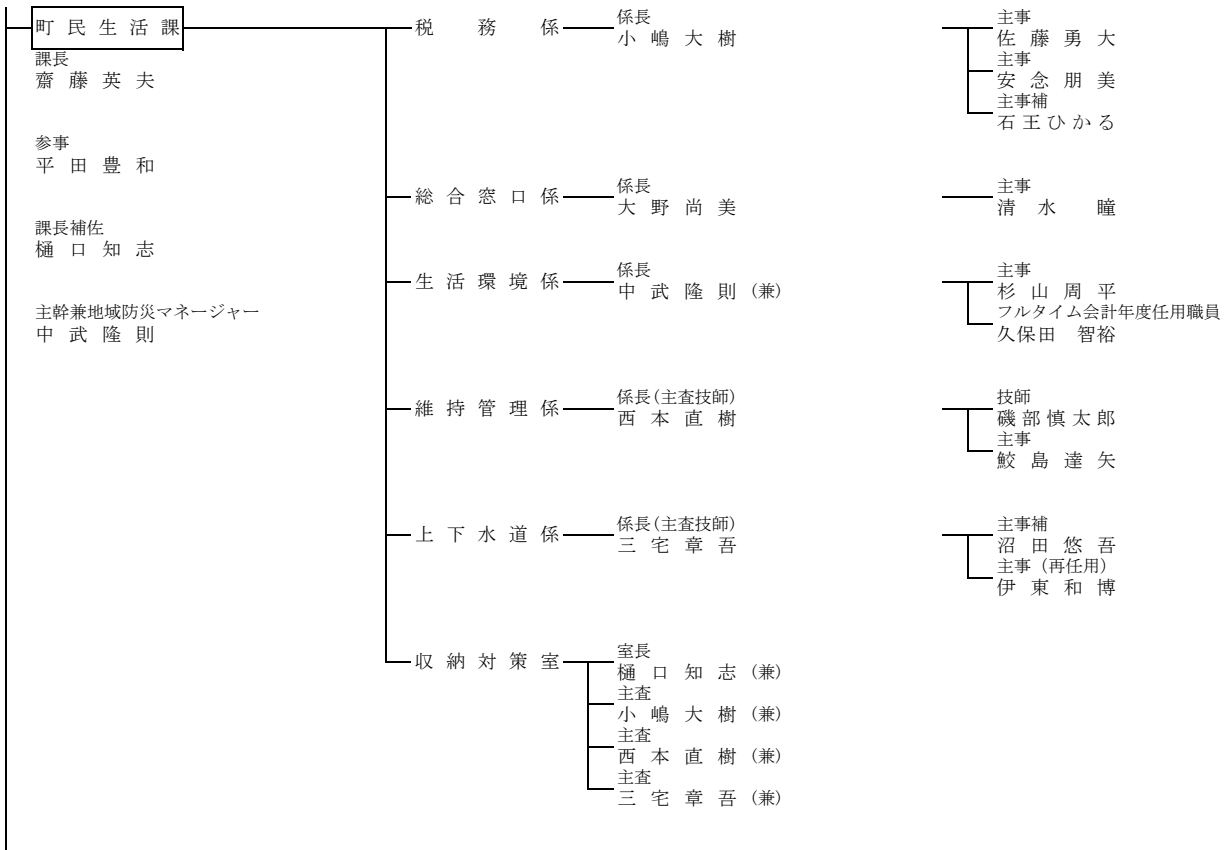 町民生活課
課長
齋藤英夫
参事
平田豊和
課長補佐
樋口知志
主幹兼地域防災マネージャー
中武隆則
税務係
係長
小嶋大樹
主事
佐藤勇大
主事
安念朋美
主事補
石王ひかる
総合窓口係
係長
大野尚美
主事
清水　瞳
生活環境係
係長
中武隆則(兼)
主事
杉山周平
フルタイム会計年度任用職員
久保田　智裕
維持管理係
係長(主査技師)
西本直樹
技師
磯部慎太郎
主事
鮫島達矢
上下水道係
係長(主査技師)
三宅章吾
主事補
沼田悠吾
主事（再任用）
伊東和博
収納対策室
室長
樋口知志(兼)
主査
小嶋大樹(兼)
主査
西本直樹(兼)
主査
三宅章吾(兼)